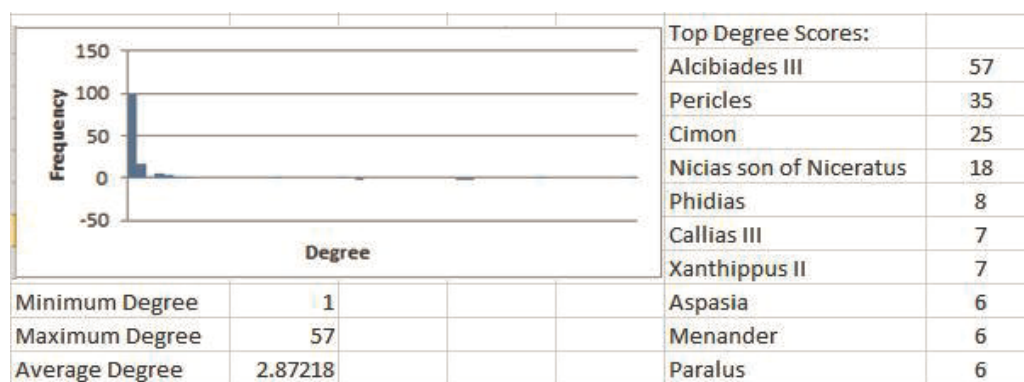 150
100
50
0
-50
Frequency
Degree
Minimum Degree 1
Maximum Degree 57
Average Degree 2.87218
Top Degree Scores:
Alcibiades III 57
Pericles 35
Cimon 25
Nicias son of Niceratus 18
Phidias 8
Callias III 7
Xanthippus II 7
Aspasia 6
Menander 6
Paralus 6